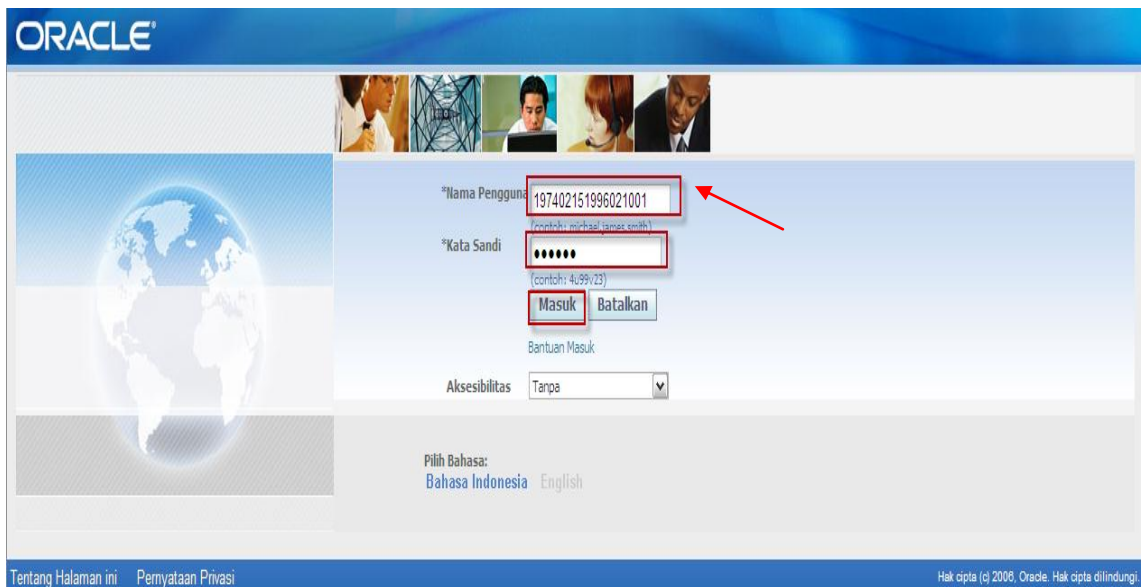 ORACLE®
*Nama Pengguna 197402151996021001
(contoh: michael.james.smith)
*Kata Sandi ••••••
(contoh: 4u99v23)
Masuk Batalkan
Bantuan Masuk
Aksesibilitas Tanpa
Pilih Bahasa:
Bahasa Indonesia English
Tentang Halaman ini Pernyataan Privasi Hak cipta (c) 2006, Oracle. Hak cipta dilindungi.